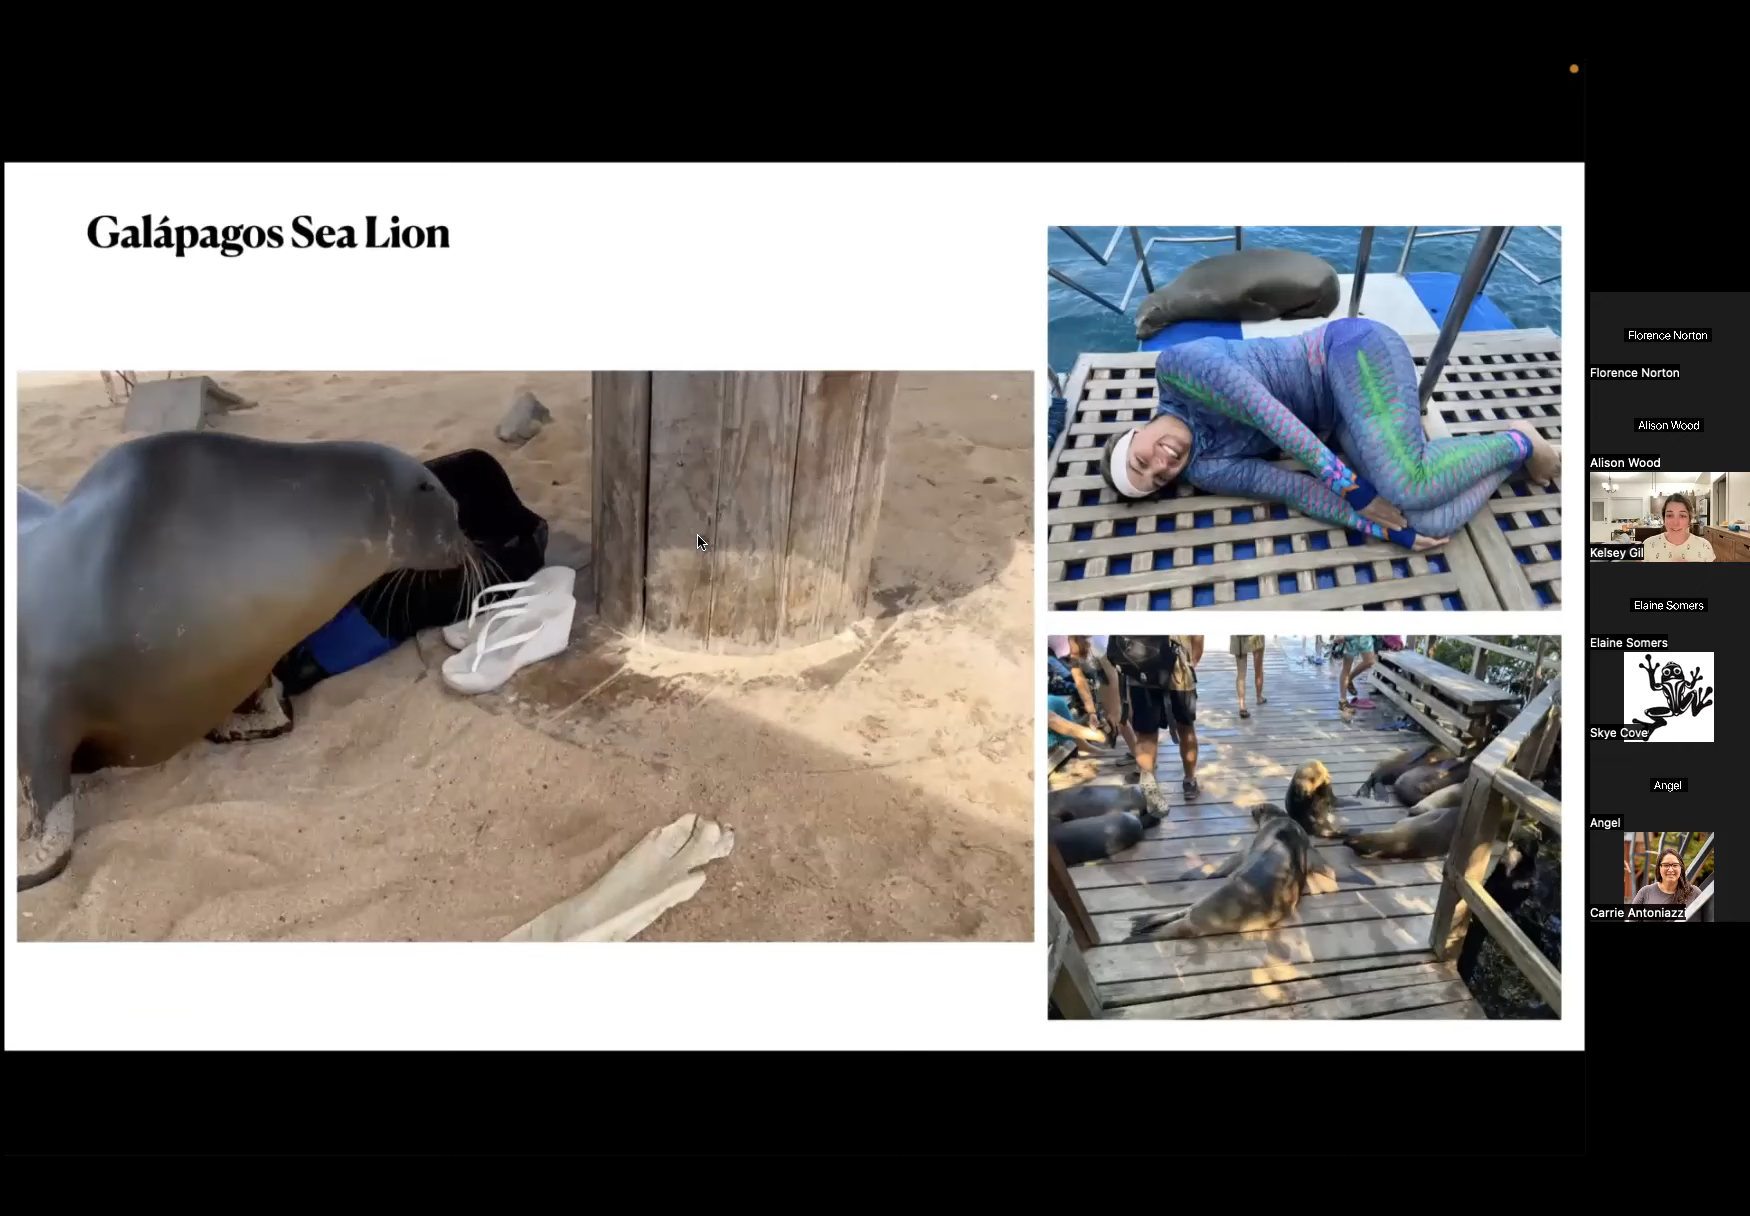 Galápagos Sea Lion
Florence Norton
Florence Norton
Alison Wood
Alison Wood
Kelsey Gil
Elaine Somers
Elaine Somers
Skye Cove
Angel
Angel
Carrie Antoniazzi